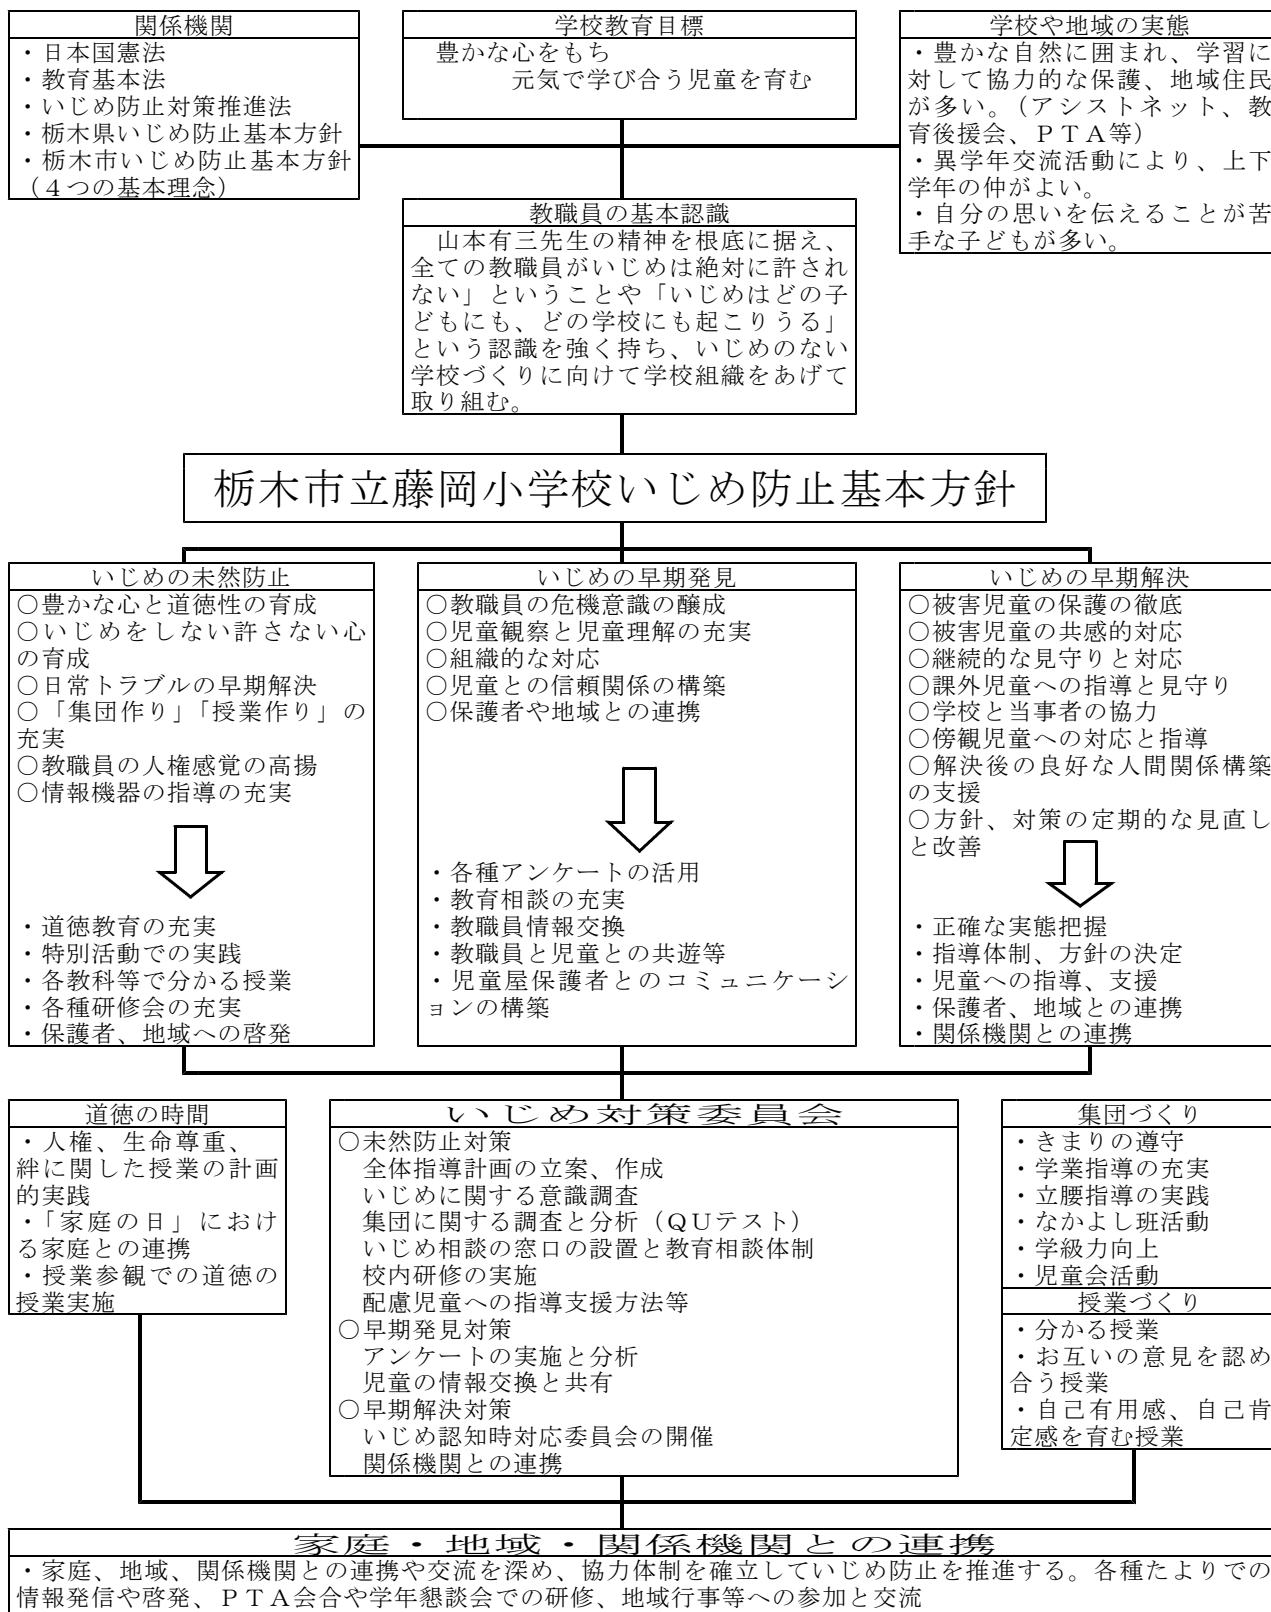 関係機関
・日本国憲法
・教育基本法
・いじめ防止対策推進法
・栃木県いじめ防止基本方針
・栃木市いじめ防止基本方針
（４つの基本理念）
学校教育目標
豊かな心をもち
元気で学び合う児童を育む
学校や地域の実態
・豊かな自然に囲まれ、学習に
対して協力的な保護、地域住民
が多い。（アシストネット、教
育後援会、ＰＴＡ等）
・異学年交流活動により、上下
学年の仲がよい。
・自分の思いを伝えることが苦
手な子どもが多い。
教職員の基本認識
山本有三先生の精神を根底に据え、
全ての教職員がいじめは絶対に許され
ない」ということや「いじめはどの子
どもにも、どの学校にも起こりうる」
という認識を強く持ち、いじめのない
学校づくりに向けて学校組織をあげて
取り組む。
栃木市立藤岡小学校いじめ防止基本方針
いじめの未然防止
○豊かな心と道徳性の育成
○いじめをしない許さない心
の育成
○日常トラブルの早期解決
○「集団作り」「授業作り」の
充実
○教職員の人権感覚の高揚
○情報機器の指導の充実
・道徳教育の充実
・特別活動での実践
・各教科等で分かる授業
・各種研修会の充実
・保護者、地域への啓発
いじめの早期発見
○教職員の危機意識の醸成
○児童観察と児童理解の充実
○組織的な対応
○児童との信頼関係の構築
○保護者や地域との連携
・各種アンケートの活用
・教育相談の充実
・教職員情報交換
・教職員と児童との共遊等
・児童屋保護者とのコミュニケーシ
ョンの構築
いじめの早期解決
○被害児童の保護の徹底
○被害児童の共感的対応
○継続的な見守りと対応
○課外児童への指導と見守り
○学校と当事者の協力
○傍観児童への対応と指導
○解決後の良好な人間関係構築
の支援
○方針、対策の定期的な見直し
と改善
・正確な実態把握
・指導体制、方針の決定
・児童への指導、支援
・保護者、地域との連携
・関係機関との連携
道徳の時間
・人権、生命尊重、
絆に関した授業の計画
的実践
・「家庭の日」におけ
る家庭との連携
・授業参観での道徳の
授業実施
いじめ対策委員会
○未然防止対策
全体指導計画の立案、作成
いじめに関する意識調査
集団に関する調査と分析（ＱＵテスト）
いじめ相談の窓口の設置と教育相談体制
校内研修の実施
配慮児童への指導支援方法等
○早期発見対策
アンケートの実施と分析
児童の情報交換と共有
○早期解決対策
いじめ認知時対応委員会の開催
関係機関との連携
集団づくり
・きまりの遵守
・学業指導の充実
・立腰指導の実践
・なかよし班活動
・学級力向上
・児童会活動
授業づくり
・分かる授業
・お互いの意見を認め
合う授業
・自己有用感、自己肯
定感を育む授業
家庭・地域・関係機関との連携
・家庭、地域、関係機関との連携や交流を深め、協力体制を確立していじめ防止を推進する。各種たよりでの
情報発信や啓発、ＰＴＡ会合や学年懇談会での研修、地域行事等への参加と交流